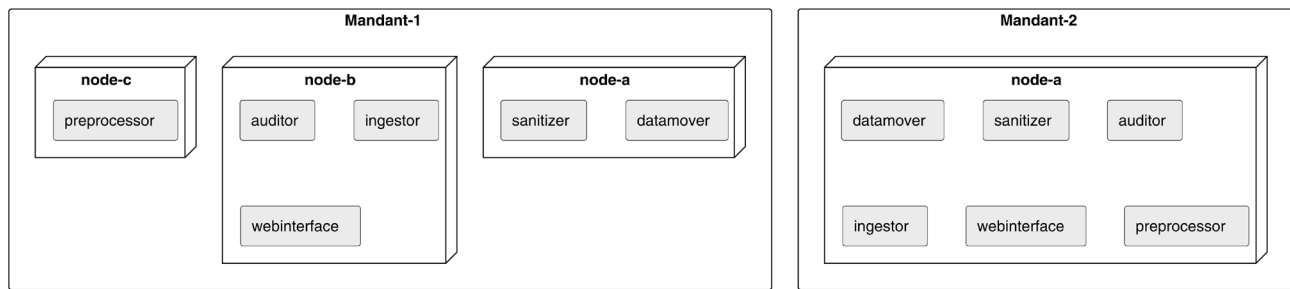 Mandant-1
node-c
preprocessor
node-b
auditor
ingestor
webinterface
node-a
sanitizer
datamover
Mandant-2
node-a
datamover
sanitizer
auditor
ingestor
webinterface
preprocessor